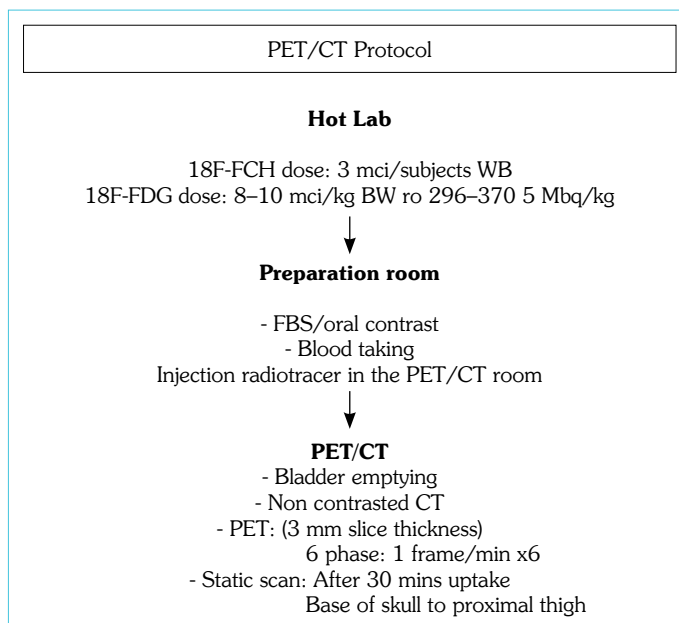 PET/CT Protocol
Hot Lab
18F-FCH dose: 3 mci/subjects WB
18F-FDG dose: 8–10 mci/kg BW ro 296–370 5 Mbq/kg
Preparation room
- FBS/oral contrast
- Blood taking
Injection radiotracer in the PET/CT room
PET/CT
- Bladder emptying
- Non contrasted CT
- PET: (3 mm slice thickness)
6 phase: 1 frame/min x6
- Static scan: After 30 mins uptake
Base of skull to proximal thigh